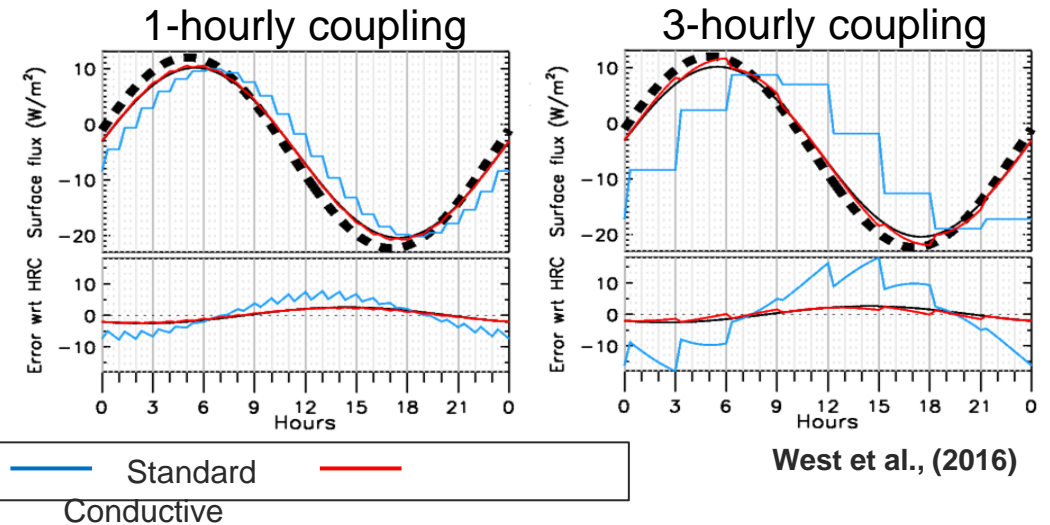 1-hourly coupling
3-hourly coupling
Surface flux (W/m²)
10
0
−10
−20
Error wrt HRC
10
0
−10
0 3 6 9 12 15 18 21 0
Hours
Surface flux (W/m²)
10
0
−10
−20
Error wrt HRC
10
0
−10
0 3 6 9 12 15 18 21 0
Hours
Standard
Conductive
West et al., (2016)